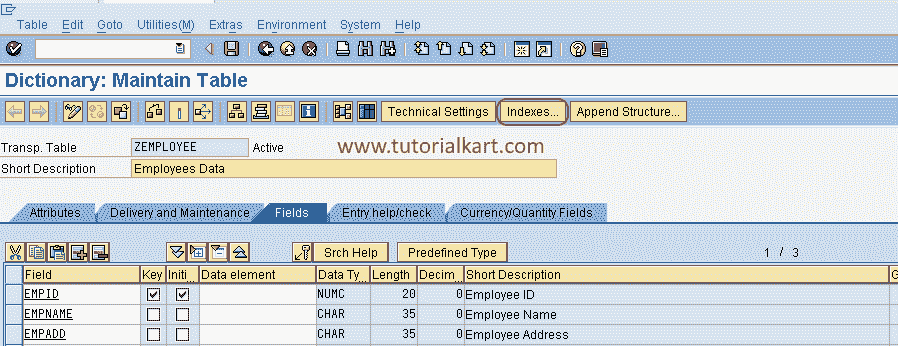 Table Edit Goto Utilities(M) Extras Environment System Help
Dictionary: Maintain Table
Technical Settings Indexes... Append Structure...
Transp. Table ZEMPLOYEE Active www.tutorialkart.com
Short Description Employees Data
Attributes Delivery and Maintenance Fields Entry help/check Currency/Quantity Fields
Srch Help Predefined Type 1 / 3
Field Key Initi... Data element Data Ty... Length Decim... Short Description G
EMPID NUMC 20 0 Employee ID
EMPNAME CHAR 35 0 Employee Name
EMPADD CHAR 35 0 Employee Address